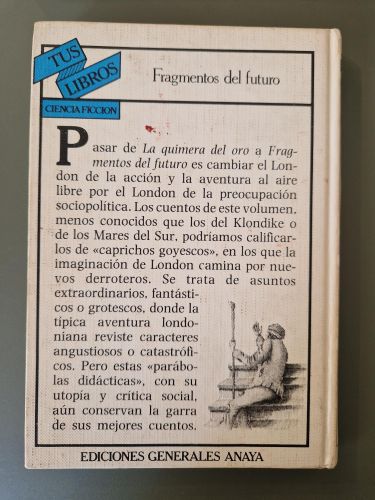 TUS
LIBROS
CIENCIA FICCION
Fragmentos del futuro
Pasar de La quimera del oro a Frag-
mentos del futuro es cambiar el Lon-
don de la acción y la aventura al aire
libre por el London de la preocupación
sociopolítica. Los cuentos de este volumen,
menos conocidos que los del Klondike o
de los Mares del Sur, podríamos calificar-
los de «caprichos goyescos», en los que la
imaginación de London camina por nue-
vos derroteros. Se trata de asuntos
extraordinarios, fantásti-
cos o grotescos, donde la
típica aventura londo-
niana reviste caracteres
angustiosos o catastrófi-
cos. Pero estas «parábo-
las didácticas», con su
utopía y crítica social,
aún conservan la garra
de sus mejores cuentos.
EDICIONES GENERALES ANAYA